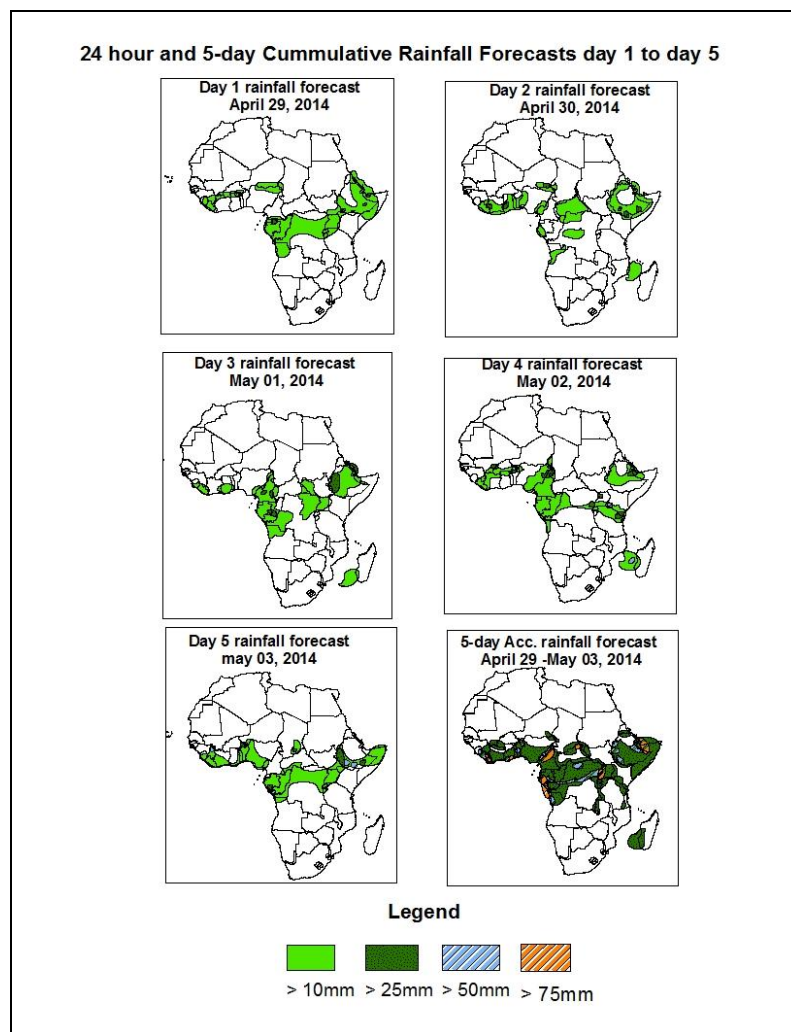 24 hour and 5-day Cummulative Rainfall Forecasts day 1 to day 5
Day 1 rainfall forecast
April 29, 2014
Day 2 rainfall forecast
April 30, 2014
Day 3 rainfall forecast
May 01, 2014
Day 4 rainfall forecast
May 02, 2014
Day 5 rainfall forecast
may 03, 2014
5-day Acc. rainfall forecast
April 29 -May 03, 2014
Legend
> 10mm > 25mm > 50mm > 75mm